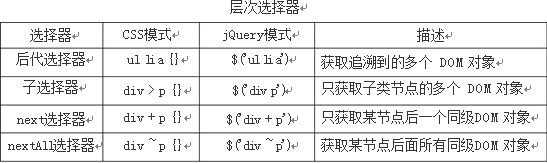 层次选择器
选择器 CSS模式 jQuery模式 描述
后代选择器 ul lia {} $('ul lia') 获取追溯到的多个 DOM 对象
子选择器 div > p {} $('div p') 只获取子类节点的多个 DOM 对象
next选择器 div + p {} $('div + p') 只获取某节点后一个同级DOM 对象
nextAll选择器 div ~ p {} $('div ~ p') 获取某节点后面所有同级DOM 对象